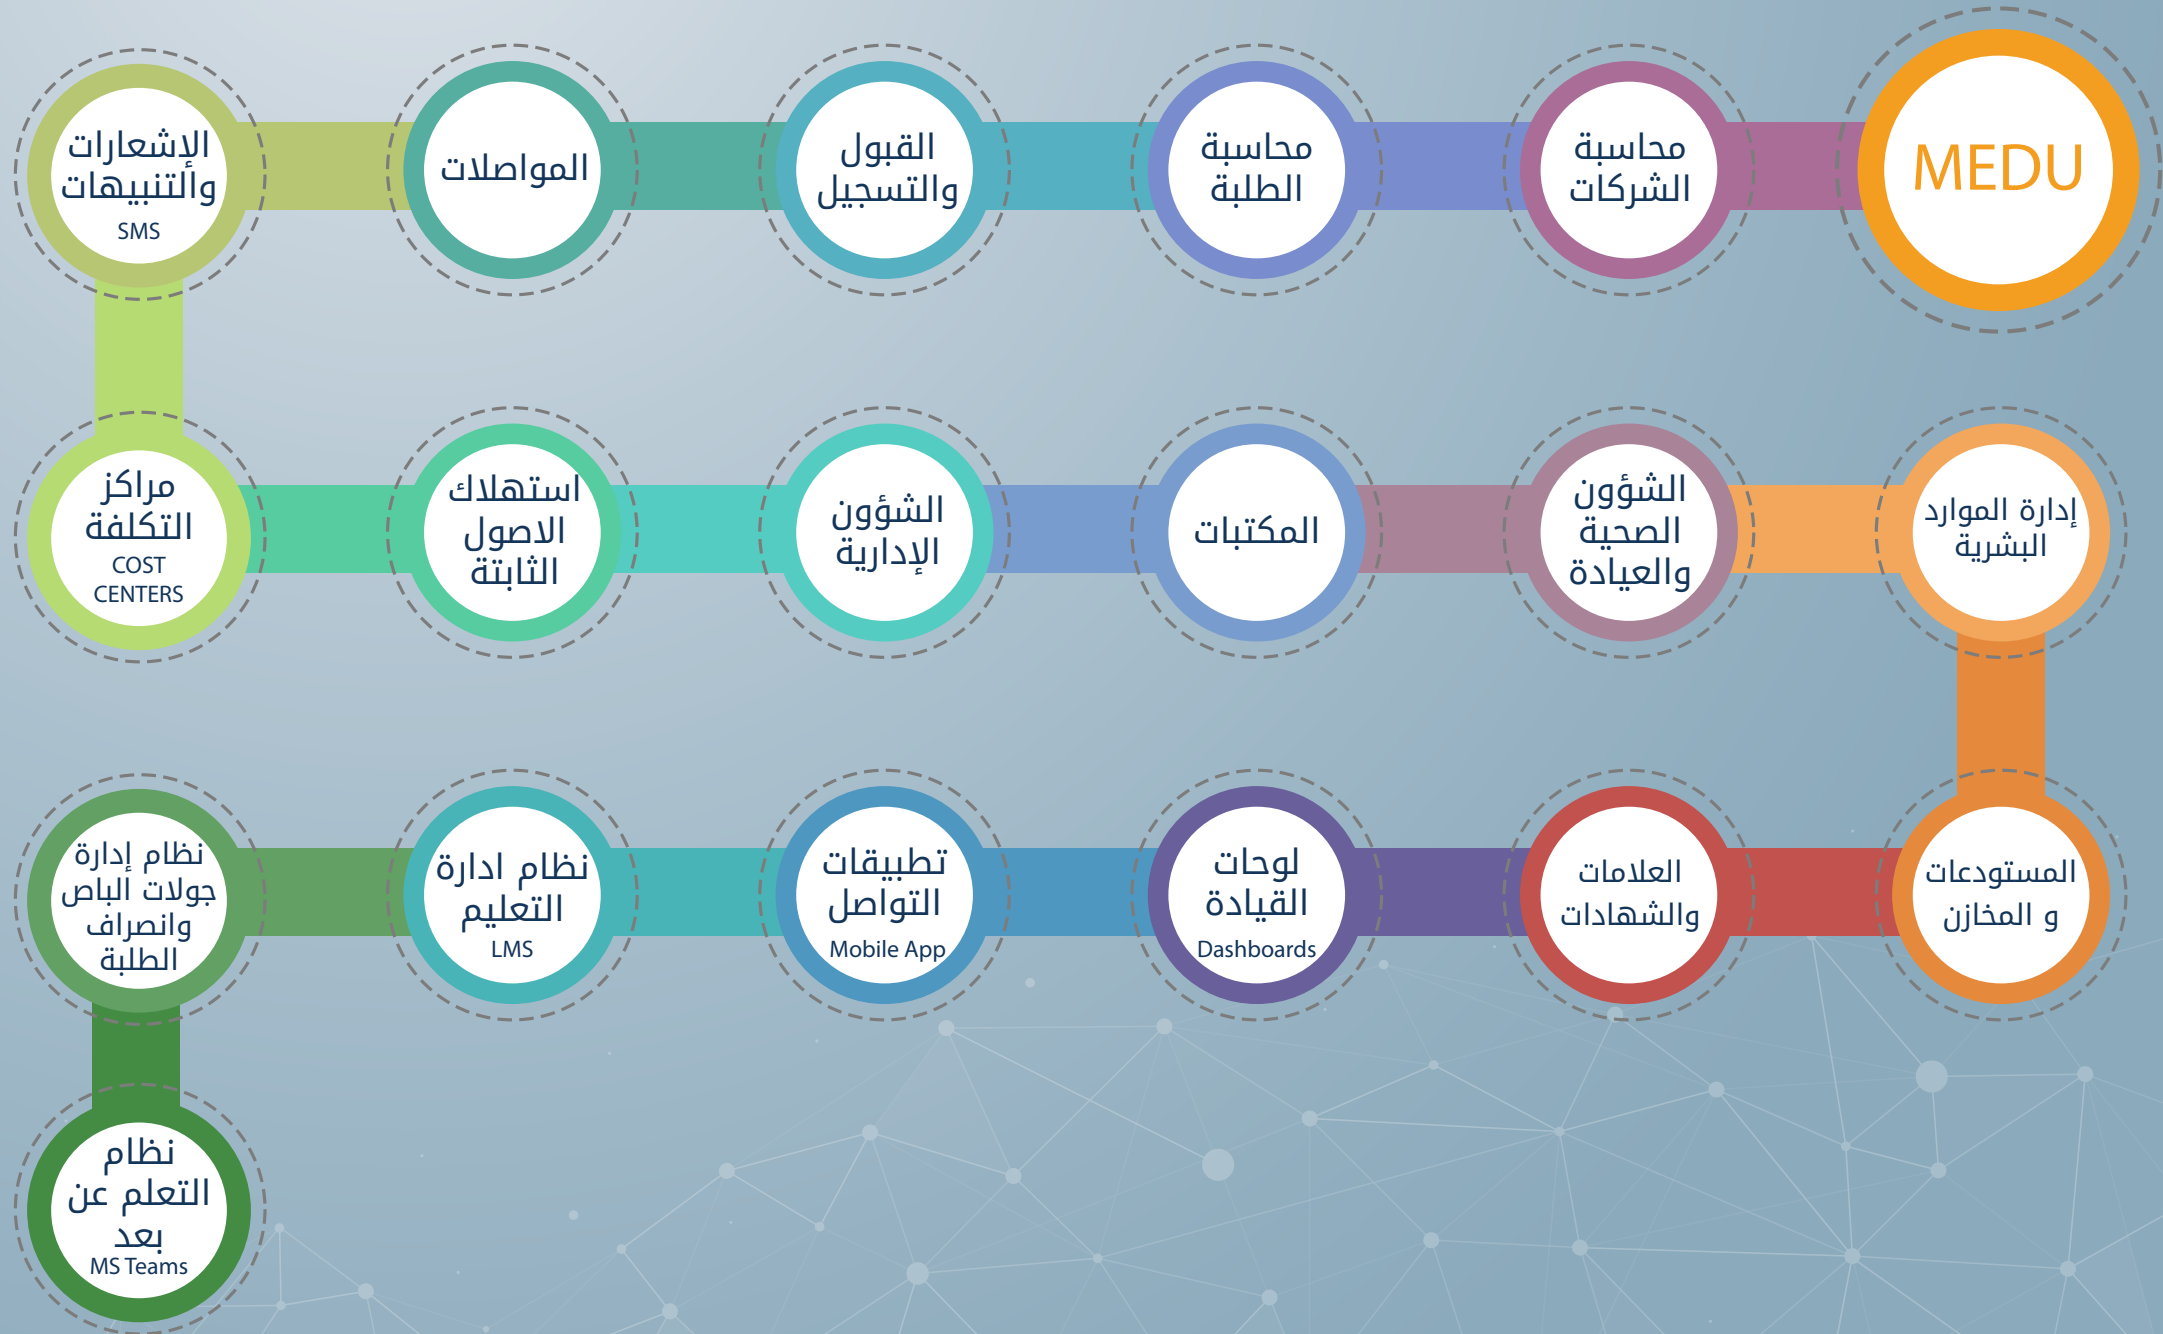 MEDU
محاسبة
الشركات
محاسبة
الطلبة
القبول
والتسجيل
المواصلات
الإشعارات
والتنبيهات
SMS
مراكز
التكلفة
COST
CENTERS
استهلاك
الاصول
الثابتة
الشؤون
الإدارية
المكتبات
الشؤون
الصحية
والعيادة
إدارة الموارد
البشرية
المستودعات
و المخازن
العلامات
والشهادات
لوحات
القيادة
Dashboards
تطبيقات
التواصل
Mobile App
نظام ادارة
التعليم
LMS
نظام إدارة
جولات الباص
وانصراف
الطلبة
نظام
التعلم عن
بعد
MS Teams